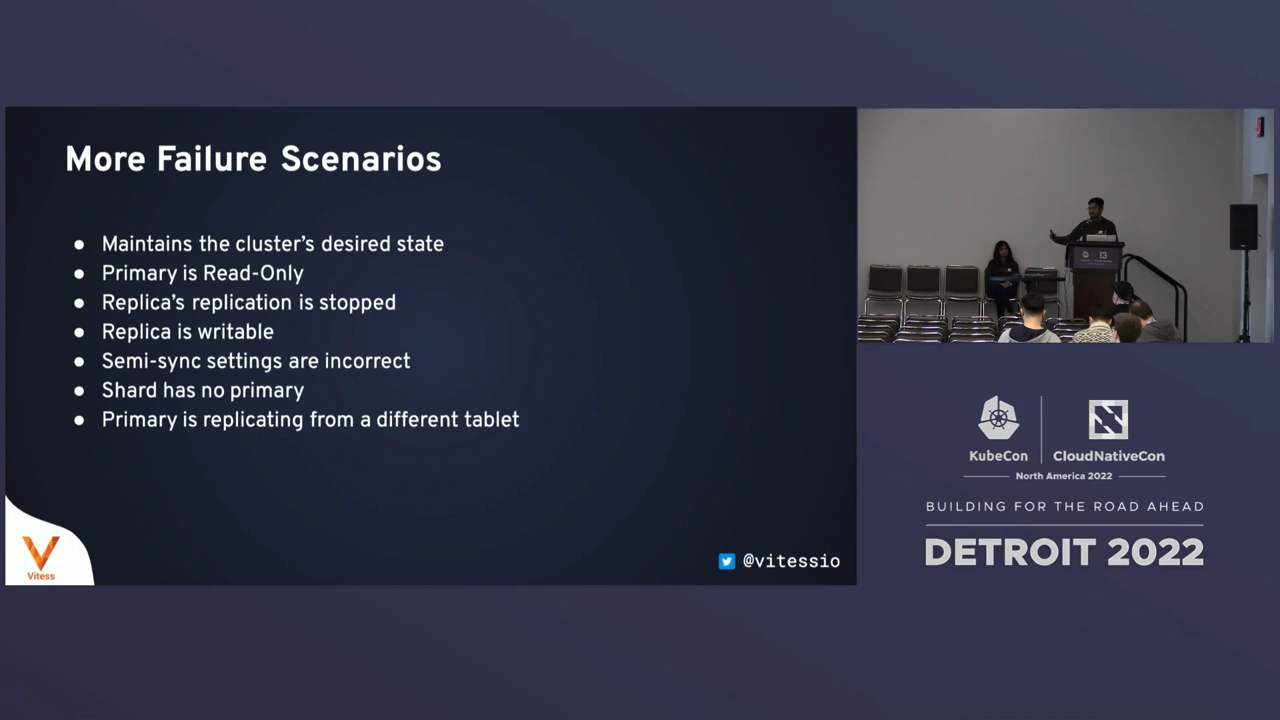 More Failure Scenarios
● Maintains the cluster’s desired state
● Primary is Read-Only
● Replica’s replication is stopped
● Replica is writable
● Semi-sync settings are incorrect
● Shard has no primary
● Primary is replicating from a different tablet
Vitess
@vitessio
KubeCon
CloudNativeCon
North America 2022
BUILDING FOR THE ROAD AHEAD
DETROIT 2022